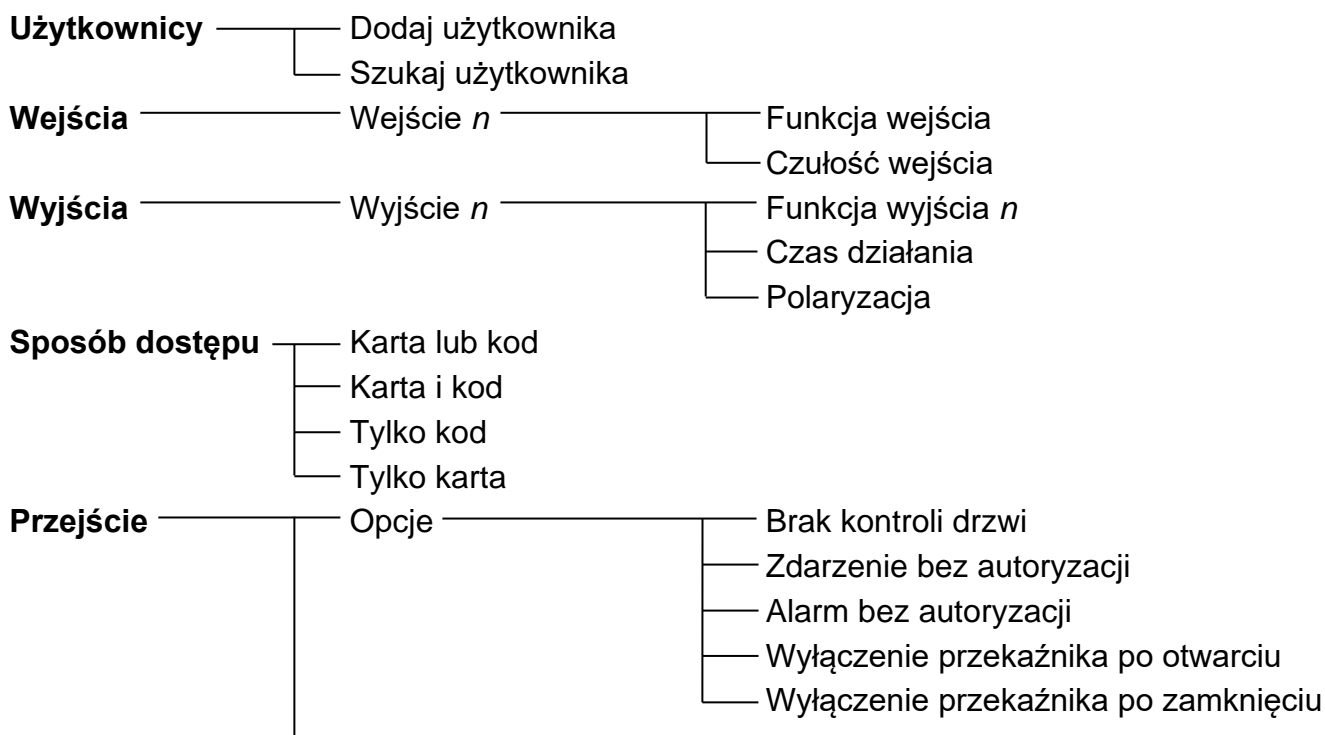 Użytkownicy Dodaj użytkownika
Szukaj użytkownika
Wejścia Wejście n Funkcja wejścia
Czułość wejścia
Wyjścia Wyjście n Funkcja wyjścia n
Czas działania
Polaryzacja
Sposób dostępu Karta lub kod
Karta i kod
Tylko kod
Tylko karta
Przejście Opcje Brak kontroli drzwi
Zdarzenie bez autoryzacji
Alarm bez autoryzacji
Wyłączenie przekaźnika po otwarciu
Wyłączenie przekaźnika po zamknięciu